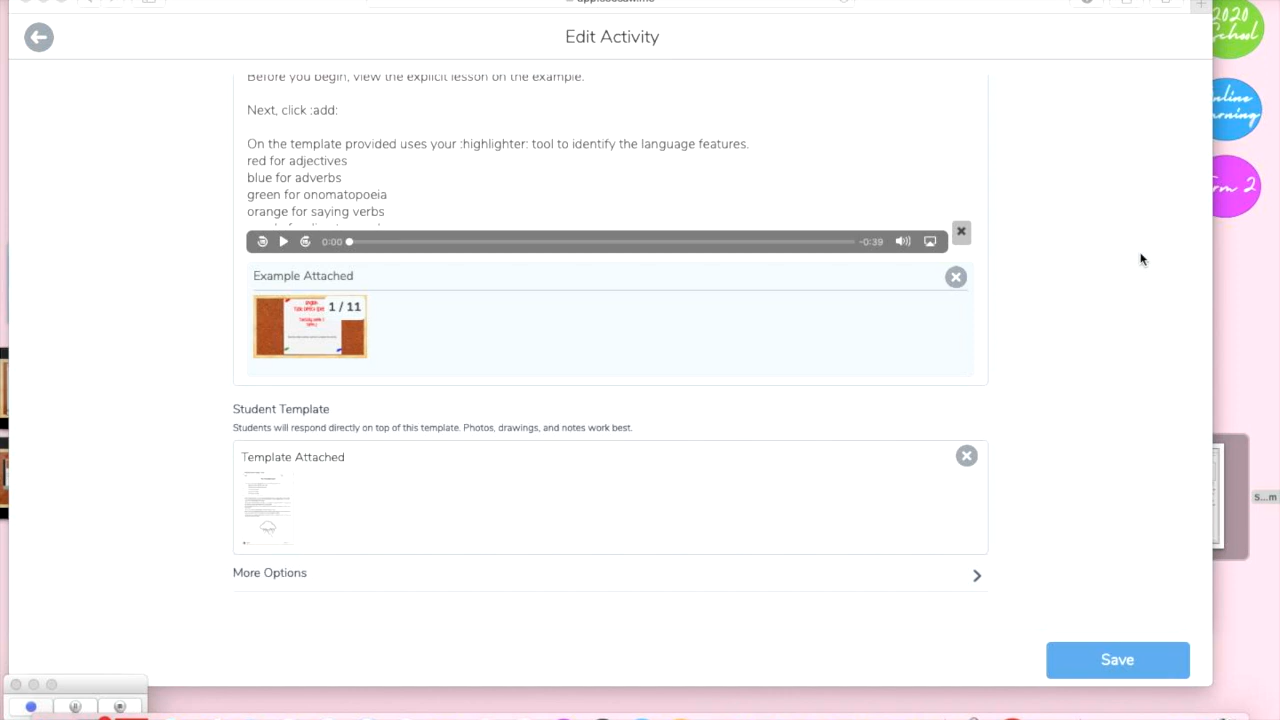 2020
School
Edit Activity
Before you begin, view the explicit lesson on the example.
Next, click :add:
On the template provided uses your :highlighter: tool to identify the language features.
red for adjectives
blue for adverbs
green for onomatopoeia
orange for saying verbs
0:00
-0:39
Example Attached
1 / 11
Student Template
Students will respond directly on top of this template. Photos, drawings, and notes work best.
Template Attached
S...m
More Options
Save